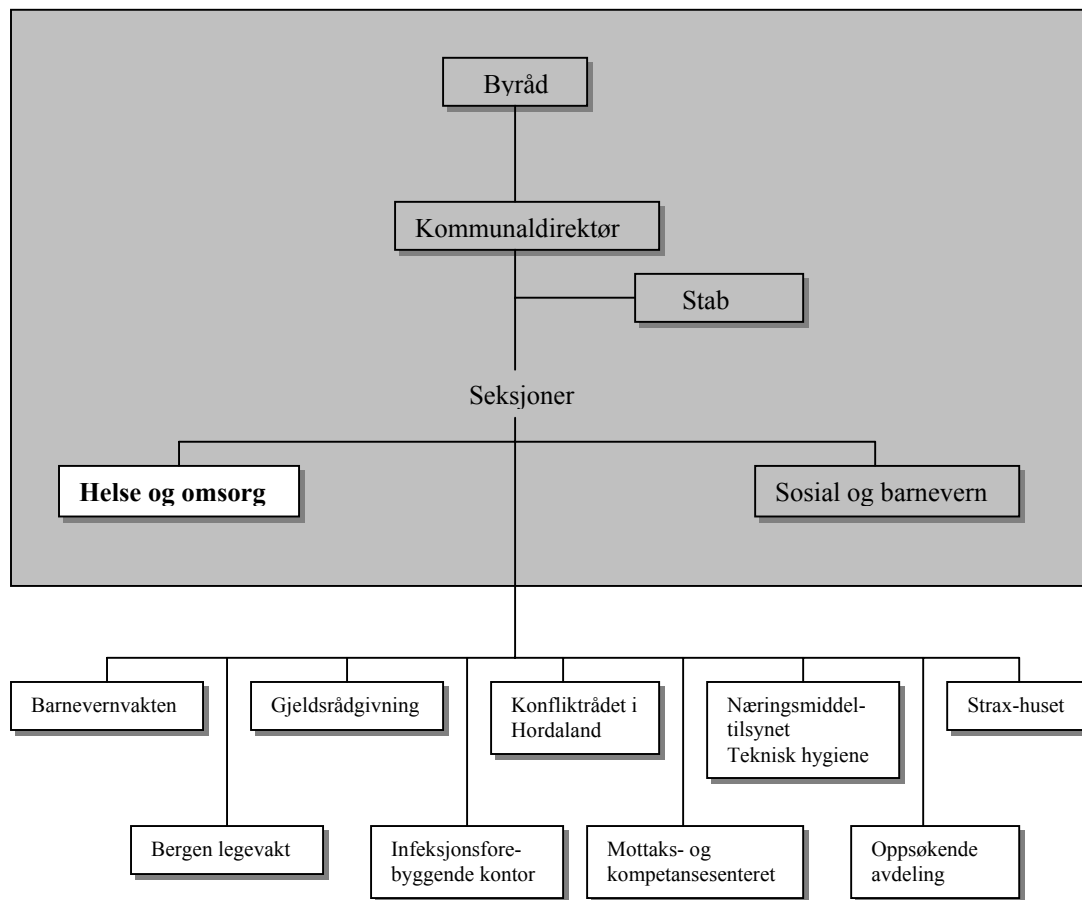 Byråd
Kommunaldirektør
Stab
Seksjoner
Helse og omsorg
Sosial og barnevern
Barnevernvakten
Gjeldsrådgivning
Konfliktrådet i
Hordaland
Næringsmiddel-
tilsynet
Teknisk hygiene
Strax-huset
Bergen legevakt
Infeksjonsfore-
byggende kontor
Mottaks- og
kompetansesenteret
Oppsøkende
avdeling